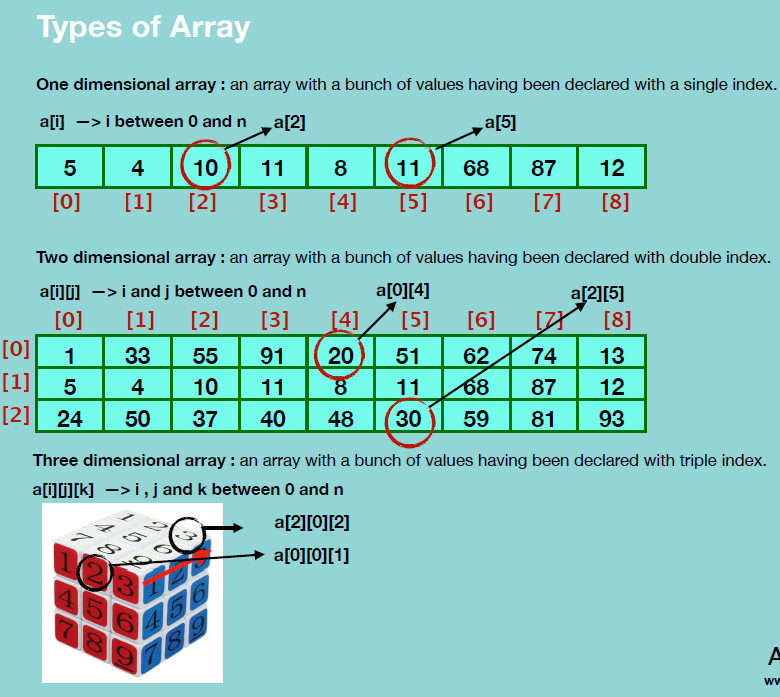 Types of Array
One dimensional array : an array with a bunch of values having been declared with a single index.
a[i] —> i between 0 and n a[2] a[5]
5 4 10 11 8 11 68 87 12
[0] [1] [2] [3] [4] [5] [6] [7] [8]
Two dimensional array : an array with a bunch of values having been declared with double index.
a[i][j] —> i and j between 0 and n a[0][4] a[2][5]
[0] [1] [2] [3] [4] [5] [6] [7] [8]
[0] 1 33 55 91 20 51 62 74 13
[1] 5 4 10 11 8 11 68 87 12
[2] 24 50 37 40 48 30 59 81 93
Three dimensional array : an array with a bunch of values having been declared with triple index.
a[i][j][k] —> i , j and k between 0 and n
a[2][0][2]
a[0][0][1]
1 2 3
4 5 6
7 8 9
1 2
4 5 6
7 8 9
1 2 3
4 5 6
7 8
A